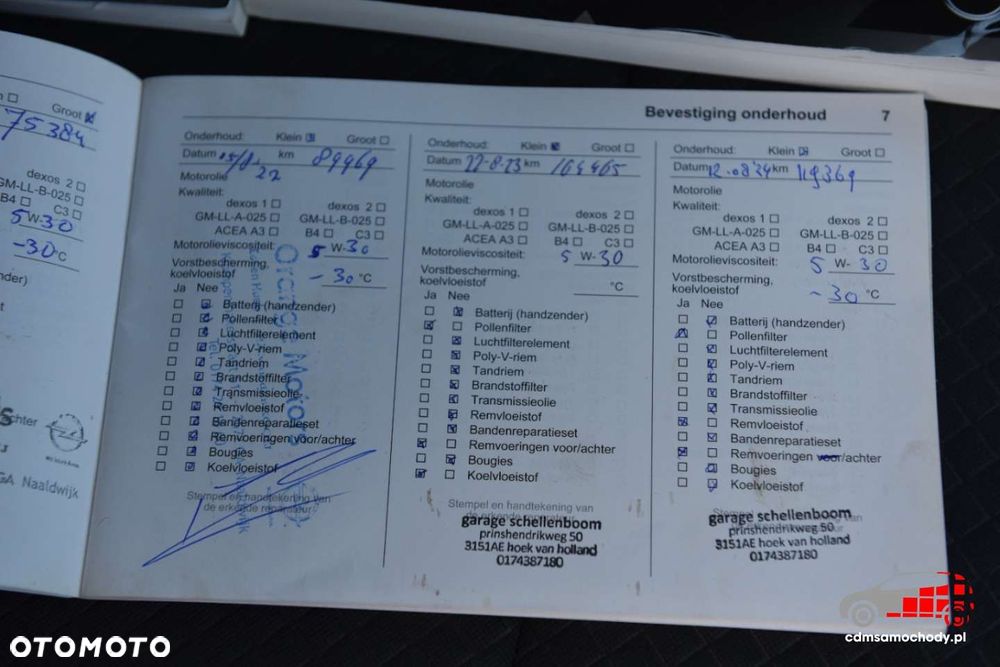 n ☐ Groot ☒
75384
dexos 2 ☐
GM-LL-B-025 ☐
B4 ☐ C3 ☐
5 W-30
-30 °C
nder)
chter
GA Naaldwijk
Bevestiging onderhoud 7
Onderhoud: Klein ☒ Groot ☐
Datum 15/8/22 km 89969
Motorolie
Kwaliteit:
dexos 1 ☐ dexos 2 ☐
GM-LL-A-025 ☐ GM-LL-B-025 ☐
ACEA A3 ☐ B4 ☐ C3 ☐
Motorolieviscositeit: 5 W-30
Vorstbescherming,
koelvloeistof -30 °C
Ja Nee
☐ ☒ Batterij (handzender)
☐ ☒ Pollenfilter
☐ ☒ Luchtfilterelement
☐ ☒ Poly-V-riem
☐ ☒ Tandriem
☐ ☒ Brandstoffilter
☐ ☒ Transmissieolie
☐ ☒ Remvloeistof
☐ ☒ Bandenreparatieset
☐ ☒ Remvoeringen voor/achter
☐ ☒ Bougies
☐ ☒ Koelvloeistof
Stempel en handtekening van
de erkende reparateur
Orange Motors
Onderhoud: Klein ☒ Groot ☐
Datum 22-8-23 km 104465
Motorolie
Kwaliteit:
dexos 1 ☐ dexos 2 ☐
GM-LL-A-025 ☐ GM-LL-B-025 ☐
ACEA A3 ☐ B4 ☐ C3 ☐
Motorolieviscositeit: 5 W-30
Vorstbescherming,
koelvloeistof °C
Ja Nee
☐ ☒ Batterij (handzender)
☒ ☐ Pollenfilter
☐ ☒ Luchtfilterelement
☐ ☒ Poly-V-riem
☐ ☒ Tandriem
☐ ☒ Brandstoffilter
☐ ☒ Transmissieolie
☐ ☒ Remvloeistof
☐ ☒ Bandenreparatieset
☒ ☐ Remvoeringen voor/achter
☐ ☒ Bougies
☒ ☐ Koelvloeistof
Stempel en handtekening van
garage schellenboom
prinshendrikweg 50
3151AE hoek van holland
0174387180
Onderhoud: Klein ☒ Groot ☐
Datum 12-08'24 km 119369
Motorolie
Kwaliteit:
dexos 1 ☐ dexos 2 ☐
GM-LL-A-025 ☐ GM-LL-B-025 ☐
ACEA A3 ☐ B4 ☐ C3 ☐
Motorolieviscositeit: 5 W-30
Vorstbescherming,
koelvloeistof -30 °C
Ja Nee
☐ ☒ Batterij (handzender)
☒ ☐ Pollenfilter
☐ ☒ Luchtfilterelement
☐ ☒ Poly-V-riem
☐ ☒ Tandriem
☐ ☒ Brandstoffilter
☐ ☒ Transmissieolie
☒ ☐ Remvloeistof
☐ ☒ Bandenreparatieset
☒ ☐ Remvoeringen voor/achter
☐ ☒ Bougies
☐ ☒ Koelvloeistof
garage schellenboom
prinshendrikweg 50
3151AE hoek van holland
0174387180
OTOMOTO
cdmsamochody.pl